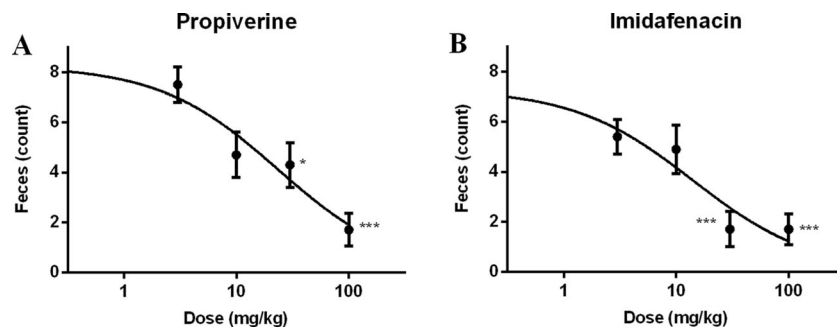 A
Propiverine
Feces (count)
8
6
4
2
0
*
***
1
10
100
Dose (mg/kg)
B
Imidafenacin
Feces (count)
8
6
4
2
0
***
***
1
10
100
Dose (mg/kg)